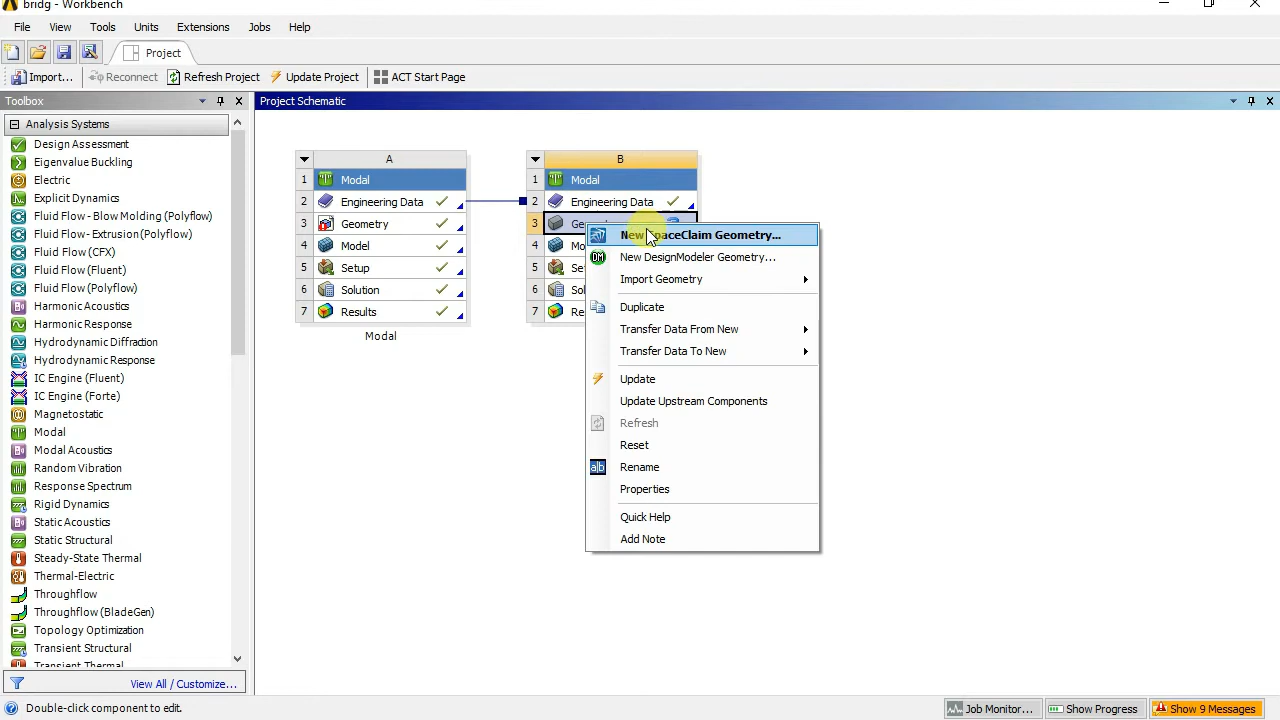 bridg - Workbench
File View Tools Units Extensions Jobs Help
Project
Import... Reconnect Refresh Project Update Project ACT Start Page
Toolbox
Project Schematic
Analysis Systems
Design Assessment
Eigenvalue Buckling
Electric
Explicit Dynamics
Fluid Flow - Blow Molding (Polyflow)
Fluid Flow - Extrusion (Polyflow)
Fluid Flow (CFX)
Fluid Flow (Fluent)
Fluid Flow (Polyflow)
Harmonic Acoustics
Harmonic Response
Hydrodynamic Diffraction
Hydrodynamic Response
IC Engine (Fluent)
IC Engine (Forte)
Magnetostatic
Modal
Modal Acoustics
Random Vibration
Response Spectrum
Rigid Dynamics
Static Acoustics
Static Structural
Steady-State Thermal
Thermal-Electric
Throughflow
Throughflow (BladeGen)
Topology Optimization
Transient Structural
Transient Thermal
View All / Customize...
A
1 Modal
2 Engineering Data
3 Geometry
4 Model
5 Setup
6 Solution
7 Results
Modal
B
1 Modal
2 Engineering Data
3 Ge
4 Mo
5 Se
6 Sol
7 Re
New SpaceClaim Geometry...
DM New DesignModeler Geometry...
Import Geometry
Duplicate
Transfer Data From New
Transfer Data To New
Update
Update Upstream Components
Refresh
Reset
a|b Rename
Properties
Quick Help
Add Note
Double-click component to edit.
Job Monitor... Show Progress Show 9 Messages